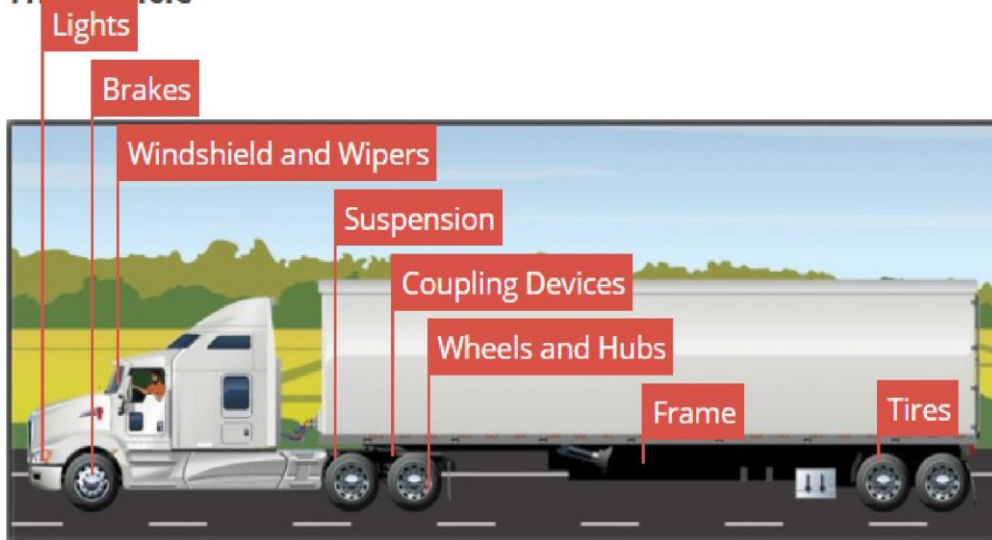 Lights
Brakes
Windshield and Wipers
Suspension
Coupling Devices
Wheels and Hubs
Frame
Tires